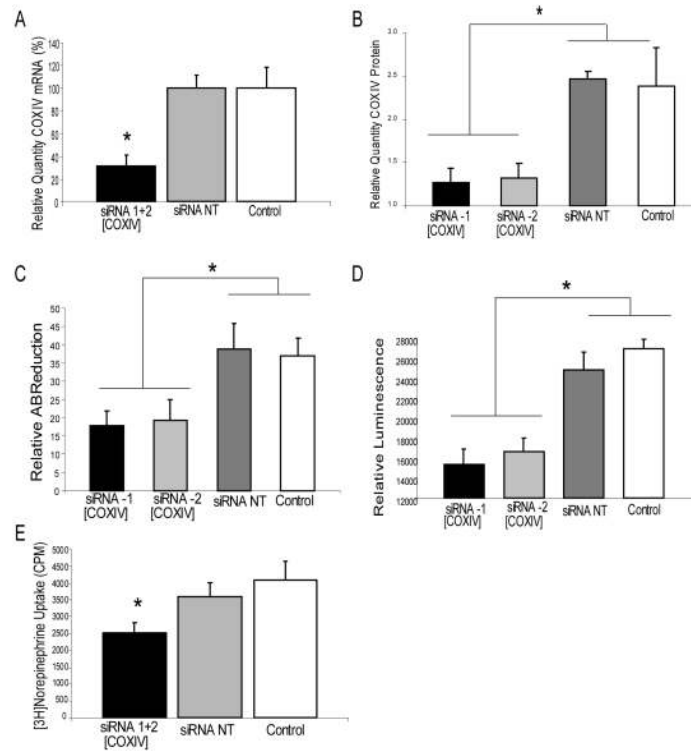 A
Relative Quantity COXIV mRNA (%)
140
120
100
80
60
40
20
0
*
siRNA 1+2
[COXIV]
siRNA NT
Control
B
Relative Quantity COXIV Protein
3.0
2.5
2.0
1.5
1.0
*
siRNA -1
[COXIV]
siRNA -2
[COXIV]
siRNA NT
Control
C
Relative ABReduction
50
45
40
35
30
25
20
15
10
5
0
*
siRNA -1
[COXIV]
siRNA -2
[COXIV]
siRNA NT
Control
D
Relative Luminescence
28000
26000
24000
22000
20000
18000
16000
14000
12000
*
siRNA -1
[COXIV]
siRNA -2
[COXIV]
siRNA NT
Control
E
[3H]Norepinephrine Uptake (CPM)
5000
4500
4000
3500
3000
2500
2000
1500
1000
500
0
*
siRNA 1+2
[COXIV]
siRNA NT
Control